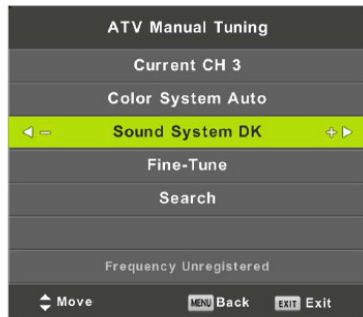 ATV Manual Tuning
Current CH 3
Color System Auto
Sound System DK
Fine-Tune
Search
Frequency Unregistered
Move MENU Back EXIT Exit